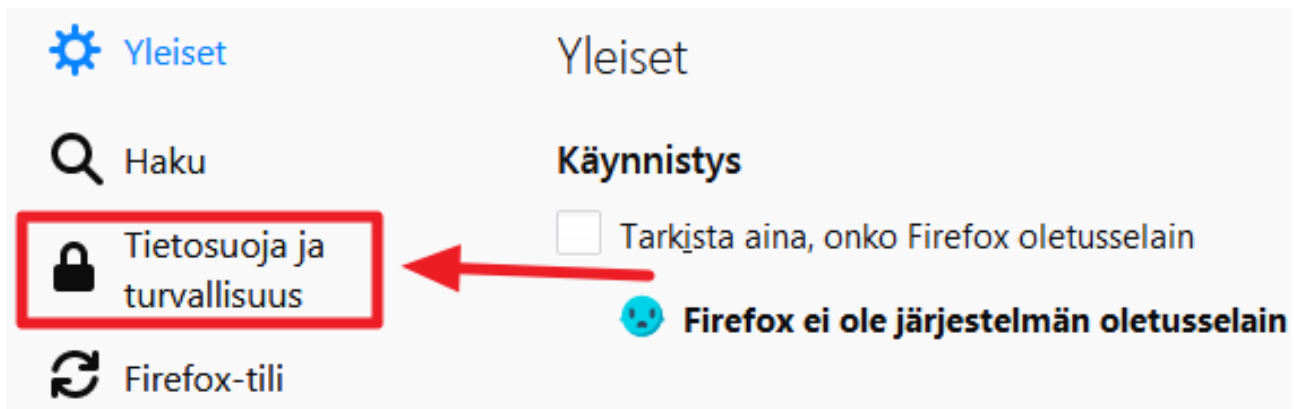 Yleiset
Haku
Tietosuoja ja
turvallisuus
Firefox-tili
Yleiset
Käynnistys
Tarkista aina, onko Firefox oletusselain
Firefox ei ole järjestelmän oletusselain